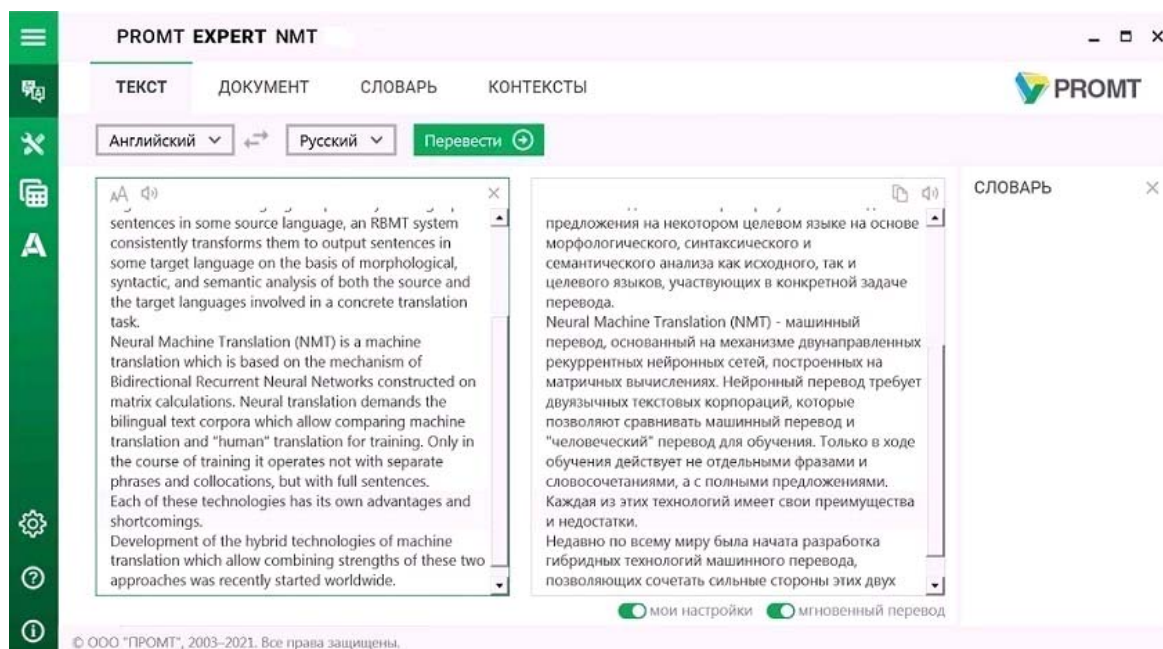 PROMT EXPERT NMT
ТЕКСТ ДОКУМЕНТ СЛОВАРЬ КОНТЕКСТЫ
PROMT
Английский Русский Перевести
sentences in some source language, an RBMT system
consistently transforms them to output sentences in
some target language on the basis of morphological,
syntactic, and semantic analysis of both the source and
the target languages involved in a concrete translation
task.
Neural Machine Translation (NMT) is a machine
translation which is based on the mechanism of
Bidirectional Recurrent Neural Networks constructed on
matrix calculations. Neural translation demands the
bilingual text corpora which allow comparing machine
translation and “human” translation for training. Only in
the course of training it operates not with separate
phrases and collocations, but with full sentences.
Each of these technologies has its own advantages and
shortcomings.
Development of the hybrid technologies of machine
translation which allow combining strengths of these two
approaches was recently started worldwide.
предложения на некотором целевом языке на основе
морфологического, синтаксического и
семантического анализа как исходного, так и
целевого языков, участвующих в конкретной задаче
перевода.
Neural Machine Translation (NMT) - машинный
перевод, основанный на механизме двунаправленных
рекуррентных нейронных сетей, построенных на
матричных вычислениях. Нейронный перевод требует
двуязычных текстовых корпораций, которые
позволяют сравнивать машинный перевод и
"человеческий" перевод для обучения. Только в ходе
обучения действует не отдельными фразами и
словосочетаниями, а с полными предложениями.
Каждая из этих технологий имеет свои преимущества
и недостатки.
Недавно по всему миру была начата разработка
гибридных технологий машинного перевода,
позволяющих сочетать сильные стороны этих двух
СЛОВАРЬ
мои настройки мгновенный перевод
© ООО "ПРОМТ", 2003–2021. Все права защищены.